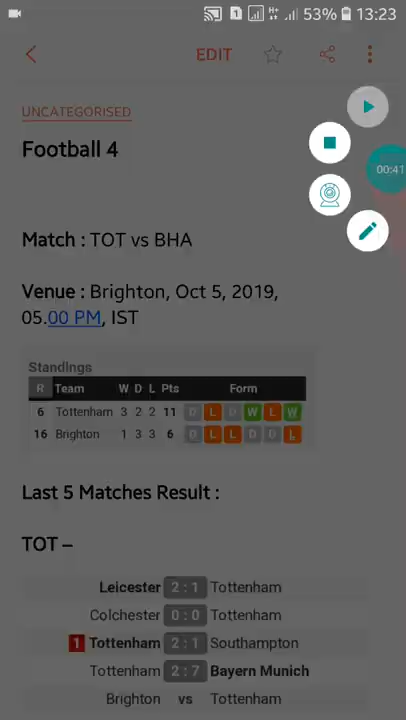 1 H+ 53% 13:23
EDIT
UNCATEGORISED
Football 4
00:41
Match : TOT vs BHA
Venue : Brighton, Oct 5, 2019,
05.00 PM, IST
Standings
R Team W D L Pts Form
6 Tottenham 3 2 2 11 D L D W L W
16 Brighton 1 3 3 6 D L L D D L
Last 5 Matches Result :
TOT –
Leicester 2 : 1 Tottenham
Colchester 0 : 0 Tottenham
1 Tottenham 2 : 1 Southampton
Tottenham 2 : 7 Bayern Munich
Brighton vs Tottenham